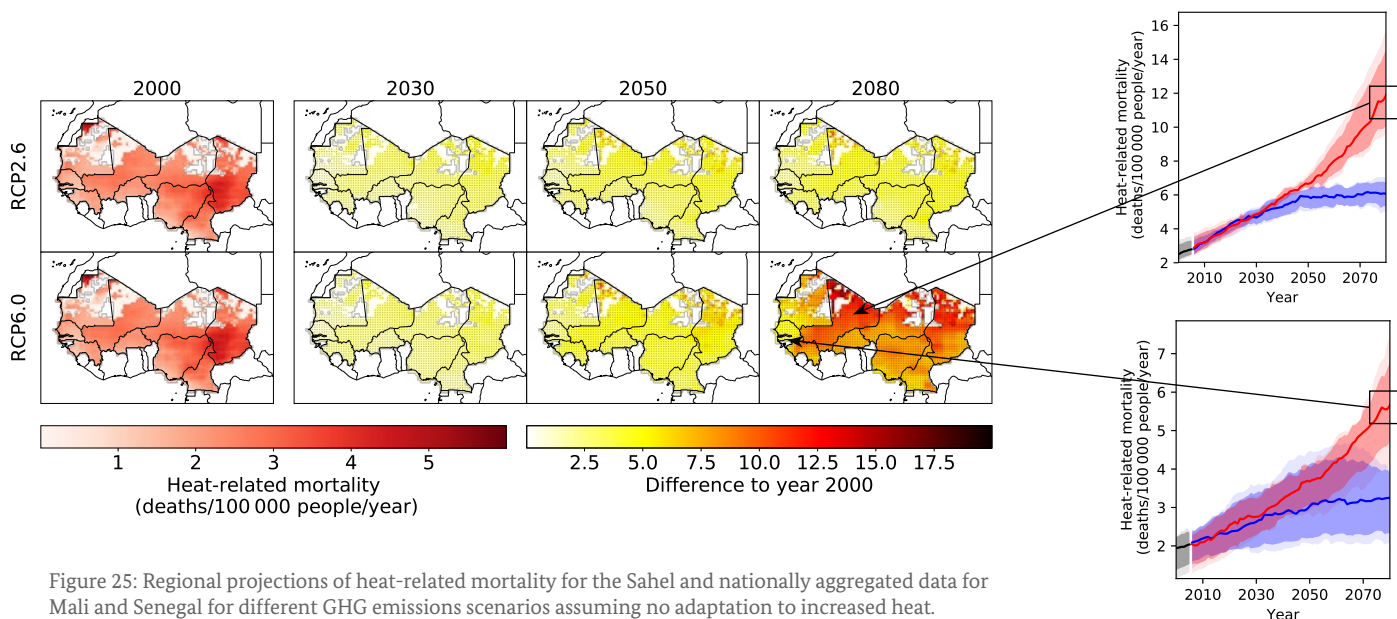 2000 2030 2050 2080
RCP2.6
RCP6.0
1 2 3 4 5
Heat-related mortality
(deaths/100 000 people/year)
2.5 5.0 7.5 10.0 12.5 15.0 17.5
Difference to year 2000
16
14
12
10
8
6
4
2
Heat-related mortality
(deaths/100 000 people/year)
2010 2030 2050 2070
Year
7
6
5
4
3
2
Heat-related mortality
(deaths/100 000 people/year)
2010 2030 2050 2070
Year
Figure 25: Regional projections of heat-related mortality for the Sahel and nationally aggregated data for
Mali and Senegal for different GHG emissions scenarios assuming no adaptation to increased heat.